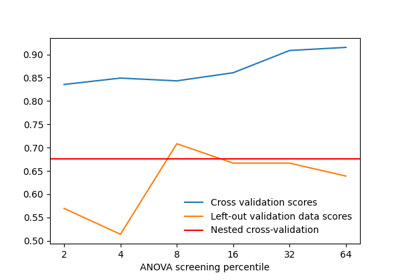 0.90
0.85
0.80
0.75
0.70
0.65
0.60
0.55
0.50
Cross validation scores
Left-out validation data scores
Nested cross-validation
2 4 8 16 32 64
ANOVA screening percentile